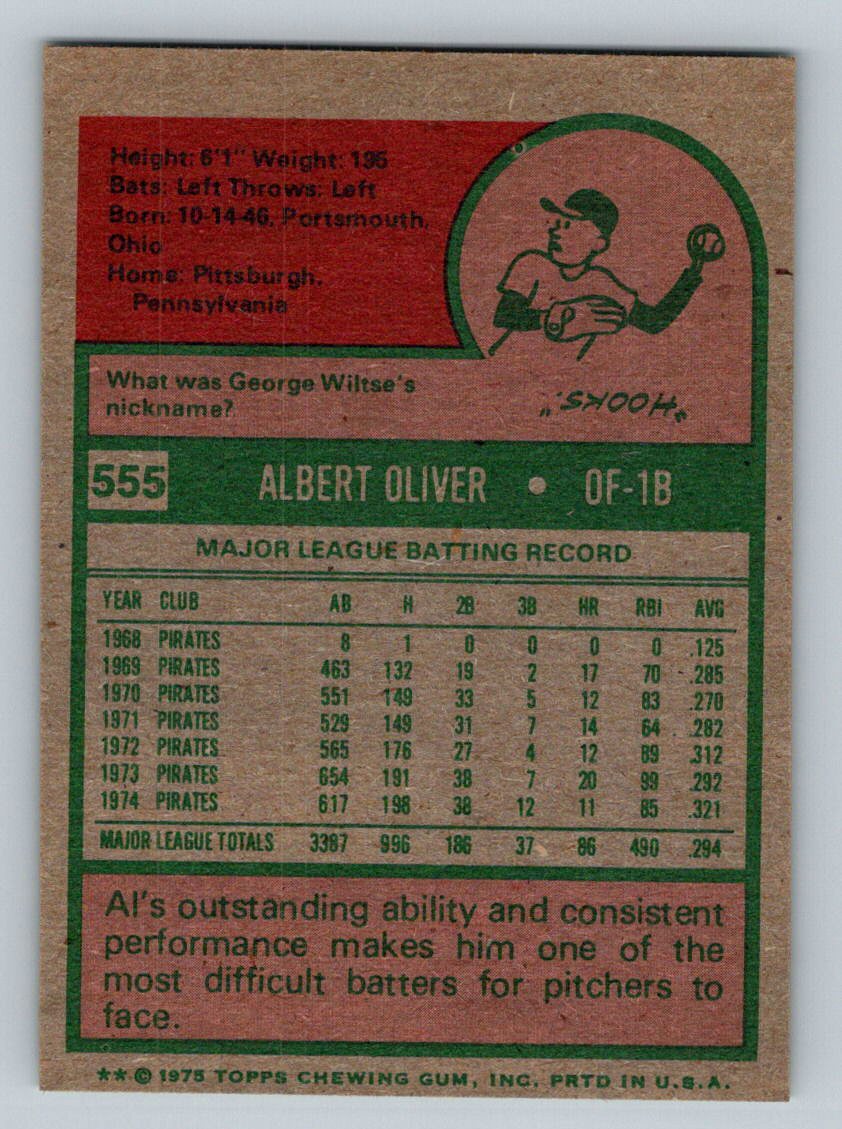 Height: 6'1" Weight: 195
Bats: Left Throws: Left
Born: 10-14-46, Portsmouth,
Ohio
Home: Pittsburgh,
Pennsylvania
What was George Wiltse's
nickname?
"HOOKS."
555 ALBERT OLIVER • OF-1B
MAJOR LEAGUE BATTING RECORD
YEAR CLUB AB H 2B 3B HR RBI AVG
1968 PIRATES 8 1 0 0 0 0 .125
1969 PIRATES 463 132 19 2 17 70 .285
1970 PIRATES 551 149 33 5 12 83 .270
1971 PIRATES 529 149 31 7 14 64 .282
1972 PIRATES 565 176 27 4 12 89 .312
1973 PIRATES 654 191 38 7 20 99 .292
1974 PIRATES 617 198 38 12 11 85 .321
MAJOR LEAGUE TOTALS 3387 996 186 37 86 490 .294
Al's outstanding ability and consistent
performance makes him one of the
most difficult batters for pitchers to
face.
** © 1975 TOPPS CHEWING GUM, INC. PRTD IN U.S.A.